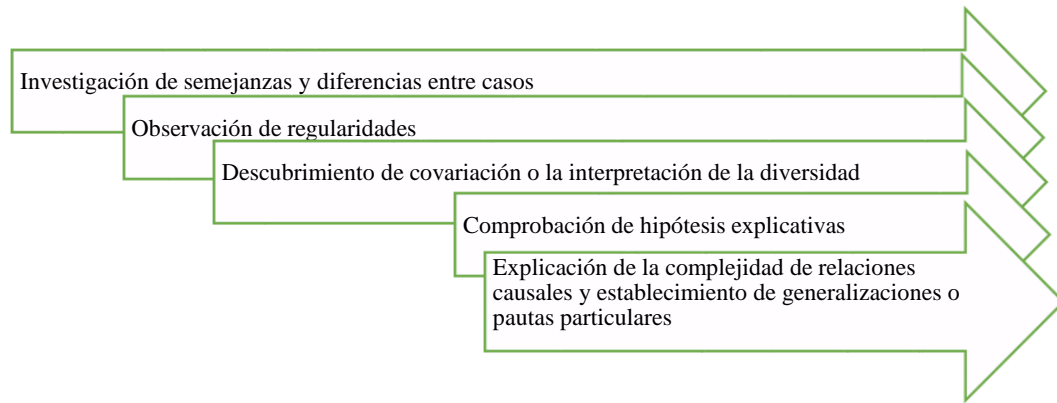 Investigación de semejanzas y diferencias entre casos
Observación de regularidades
Descubrimiento de covariación o la interpretación de la diversidad
Comprobación de hipótesis explicativas
Explicación de la complejidad de relaciones
causales y establecimiento de generalizaciones o
pautas particulares